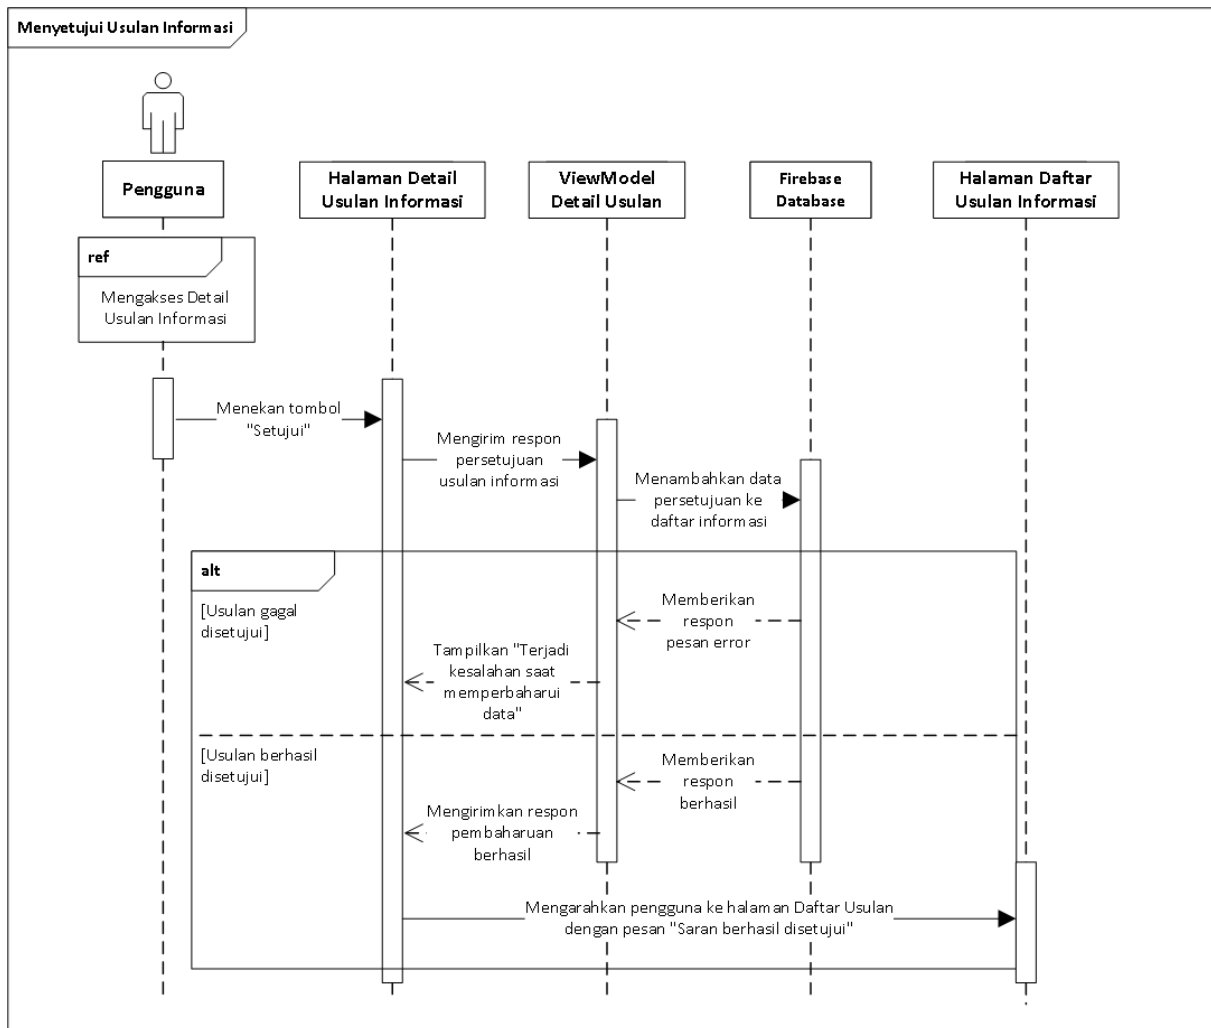 Menyetujui Usulan Informasi
Pengguna
Halaman Detail
Usulan Informasi
ViewModel
Detail Usulan
Firebase
Database
Halaman Daftar
Usulan Informasi
ref
Mengakses Detail
Usulan Informasi
Menekan tombol
"Setujui"
Mengirim respon
persetujuan
usulan informasi
Menambahkan data
persetujuan ke
daftar informasi
alt
[Usulan gagal
disetujui]
Memberikan
respon
pesan error
Tampilkan "Terjadi
kesalahan saat
memperbaharui
data"
[Usulan berhasil
disetujui]
Memberikan
respon
berhasil
Mengirimkan respon
pembaharuan
berhasil
Mengarahkan pengguna ke halaman Daftar Usulan
dengan pesan "Saran berhasil disetujui"